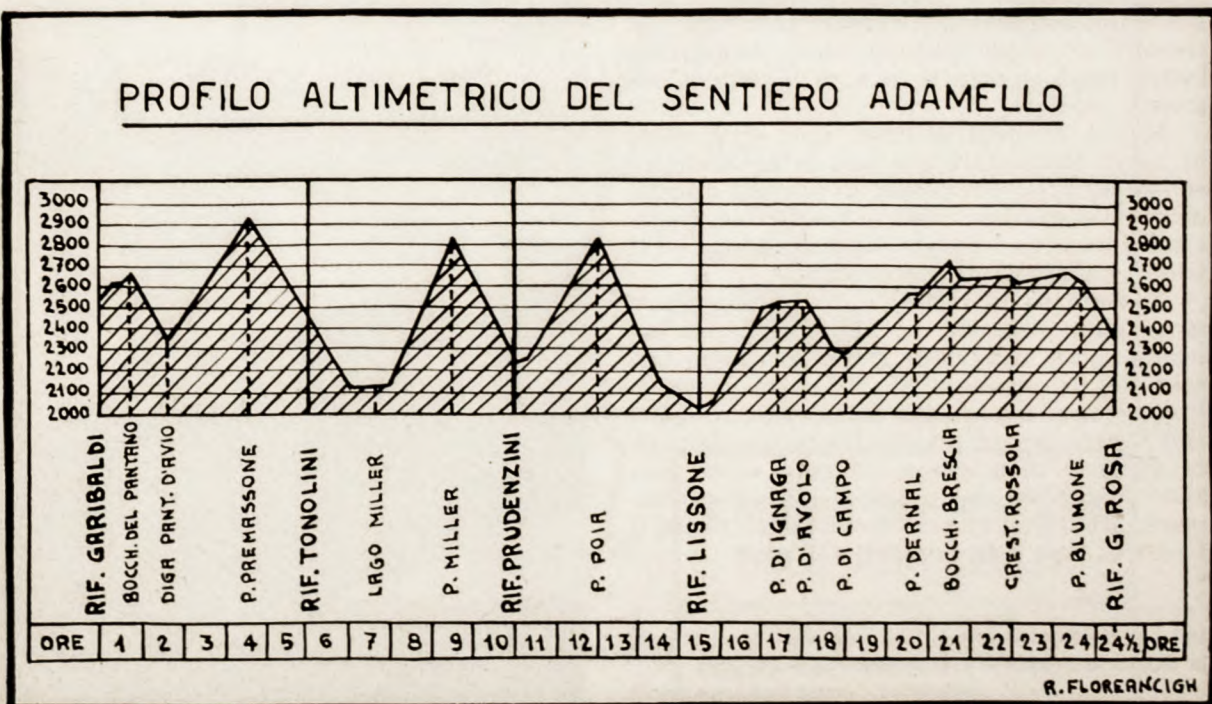 PROFILO ALTIMETRICO DEL SENTIERO ADAMELLO
3000 3000
2900 2900
2800 2800
2700 2700
2600 2600
2500 2500
2400 2400
2300 2300
2200 2200
2100 2100
2000 2000
RIF. GARIBALDI
BOCCH. DEL PANTANO
DIGA PANT. D'AVIO
P. PREMASSONE
RIF. TONOLINI
LAGO MILLER
P. MILLER
RIF. PRUDENZINI
P. POIA
RIF. LISSONE
P. D'IGNAGA
P. D'AVOLO
P. DI CAMPO
P. DERNAL
BOCCH. BRESCIA
CREST. ROSSOLA
P. BLUMONE
RIF. G. ROSA
ORE 1 2 3 4 5 6 7 8 9 10 11 12 13 14 15 16 17 18 19 20 21 22 23 24 24½ ORE
R. FLOREANCIGH